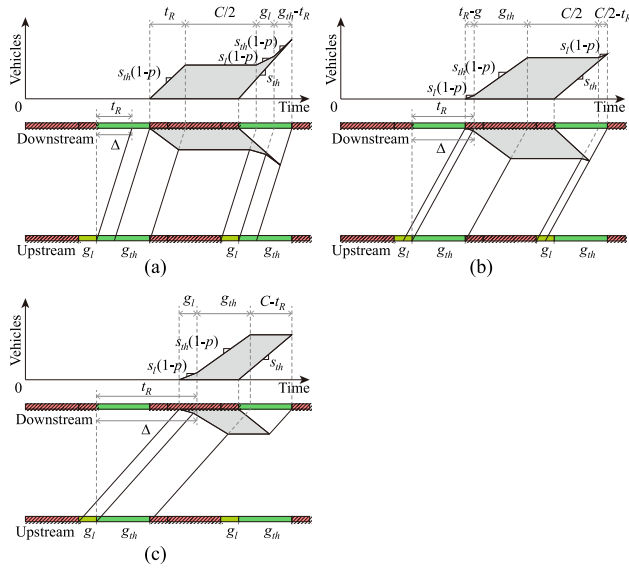 t_R C/2 g_l g_th-t_R
Vehicles
s_th(1-p)
s_l(1-p)
s_th(1-p)
s_th
0
Time
t_R
Downstream
Δ
Upstream
g_l g_th g_l g_th
(a)
t_R-g g_th C/2 C/2-t_R
Vehicles
s_th(1-p)
s_l(1-p)
s_th
s_l(1-p)
0
Time
t_R
Downstream
Δ
Upstream
g_l g_th g_l g_th
(b)
g_l g_th C-t_R
Vehicles
s_th(1-p)
s_l(1-p)
s_th
0
Time
t_R
Downstream
Δ
Upstream
g_l g_th g_l g_th
(c)